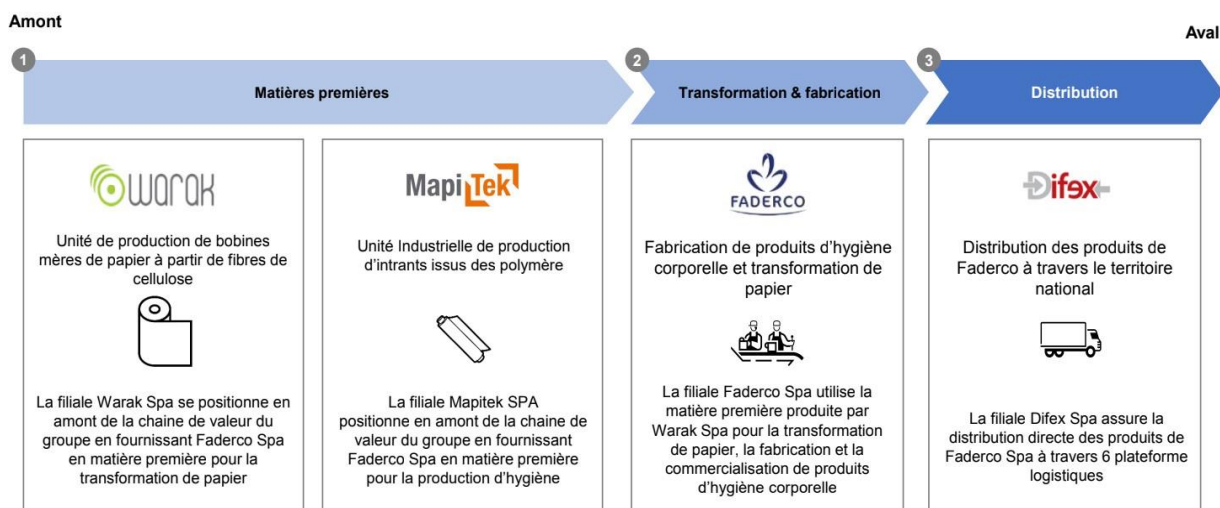 Amont
Aval
1
Matières premières
2
Transformation & fabrication
3
Distribution
warak
Unité de production de bobines
mères de papier à partir de fibres de
cellulose
La filiale Warak Spa se positionne en
amont de la chaine de valeur du
groupe en fournissant Faderco Spa
en matière première pour la
transformation de papier
MapiTek
Unité Industrielle de production
d'intrants issus des polymère
La filiale Mapitek SPA
positionne en amont de la chaine de
valeur du groupe en fournissant
Faderco Spa en matière première
pour la production d'hygiène
FADERCO
Fabrication de produits d'hygiène
corporelle et transformation de
papier
La filiale Faderco Spa utilise la
matière première produite par
Warak Spa pour la transformation
de papier, la fabrication et la
commercialisation de produits
d'hygiène corporelle
Difex
Distribution des produits de
Faderco à travers le territoire
national
La filiale Difex Spa assure la
distribution directe des produits de
Faderco Spa à travers 6 plateforme
logistiques